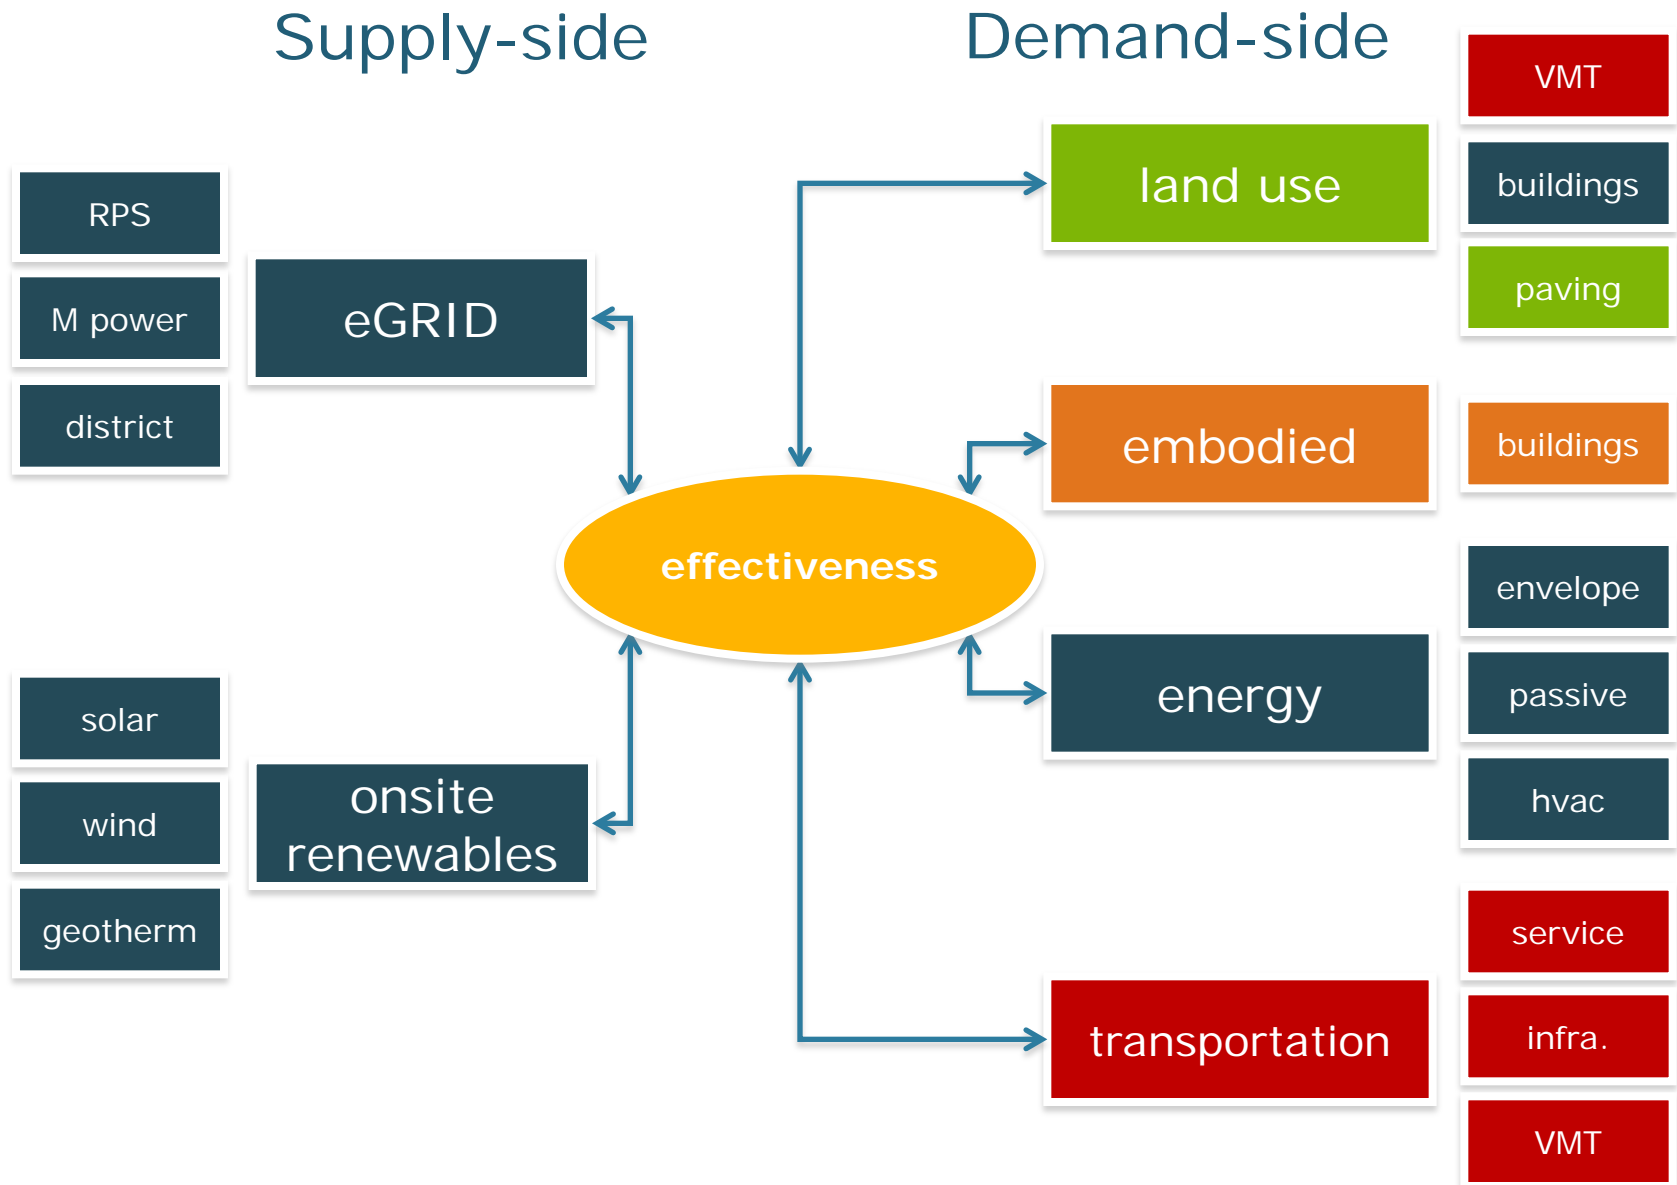 Supply-side
Demand-side
RPS
M power
district
eGRID
solar
wind
geotherm
onsite
renewables
effectiveness
land use
VMT
buildings
paving
embodied
buildings
energy
envelope
passive
hvac
transportation
service
infra.
VMT